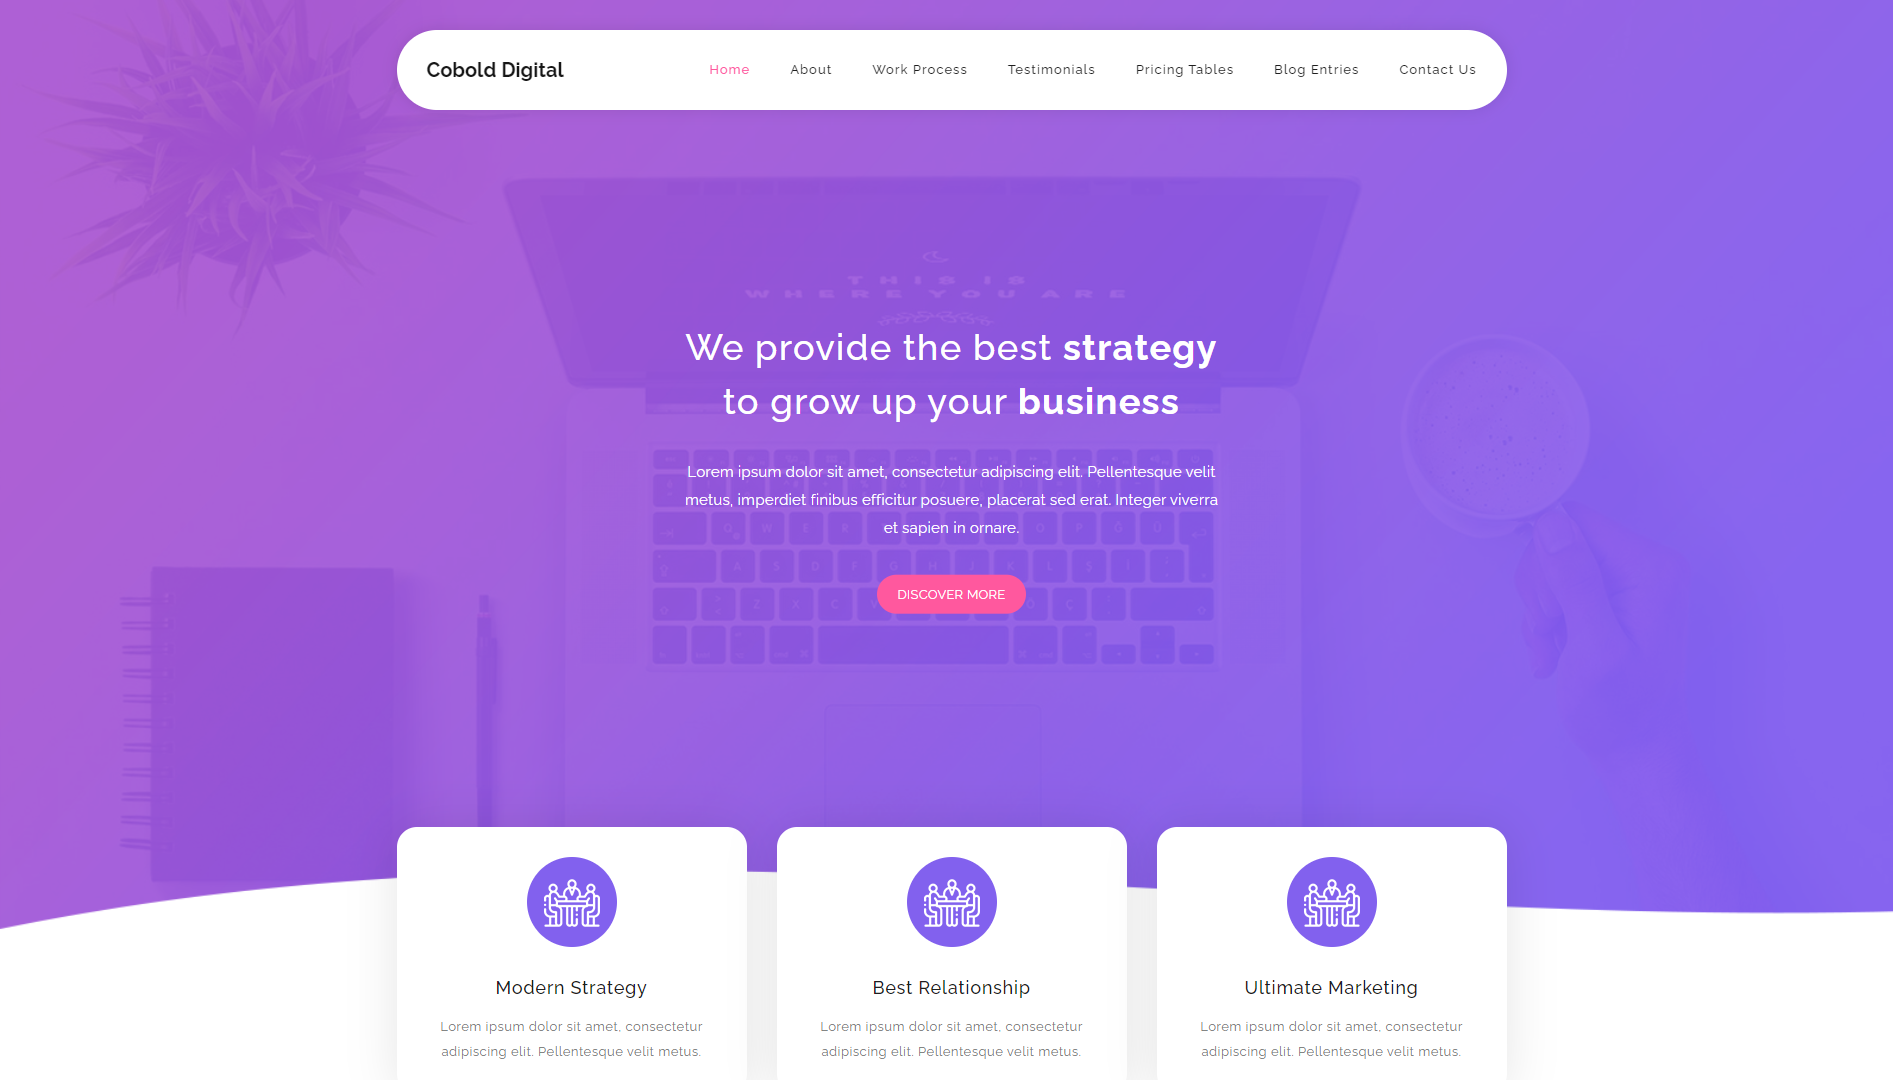 Cobold Digital
Home
About
Work Process
Testimonials
Pricing Tables
Blog Entries
Contact Us
THIS IS
WHERE YOU ARE
We provide the best strategy
to grow up your business
Lorem ipsum dolor sit amet, consectetur adipiscing elit. Pellentesque velit
metus, imperdiet finibus efficitur posuere, placerat sed erat. Integer viverra
et sapien in ornare.
DISCOVER MORE
Modern Strategy
Lorem ipsum dolor sit amet, consectetur
adipiscing elit. Pellentesque velit metus.
Best Relationship
Lorem ipsum dolor sit amet, consectetur
adipiscing elit. Pellentesque velit metus.
Ultimate Marketing
Lorem ipsum dolor sit amet, consectetur
adipiscing elit. Pellentesque velit metus.